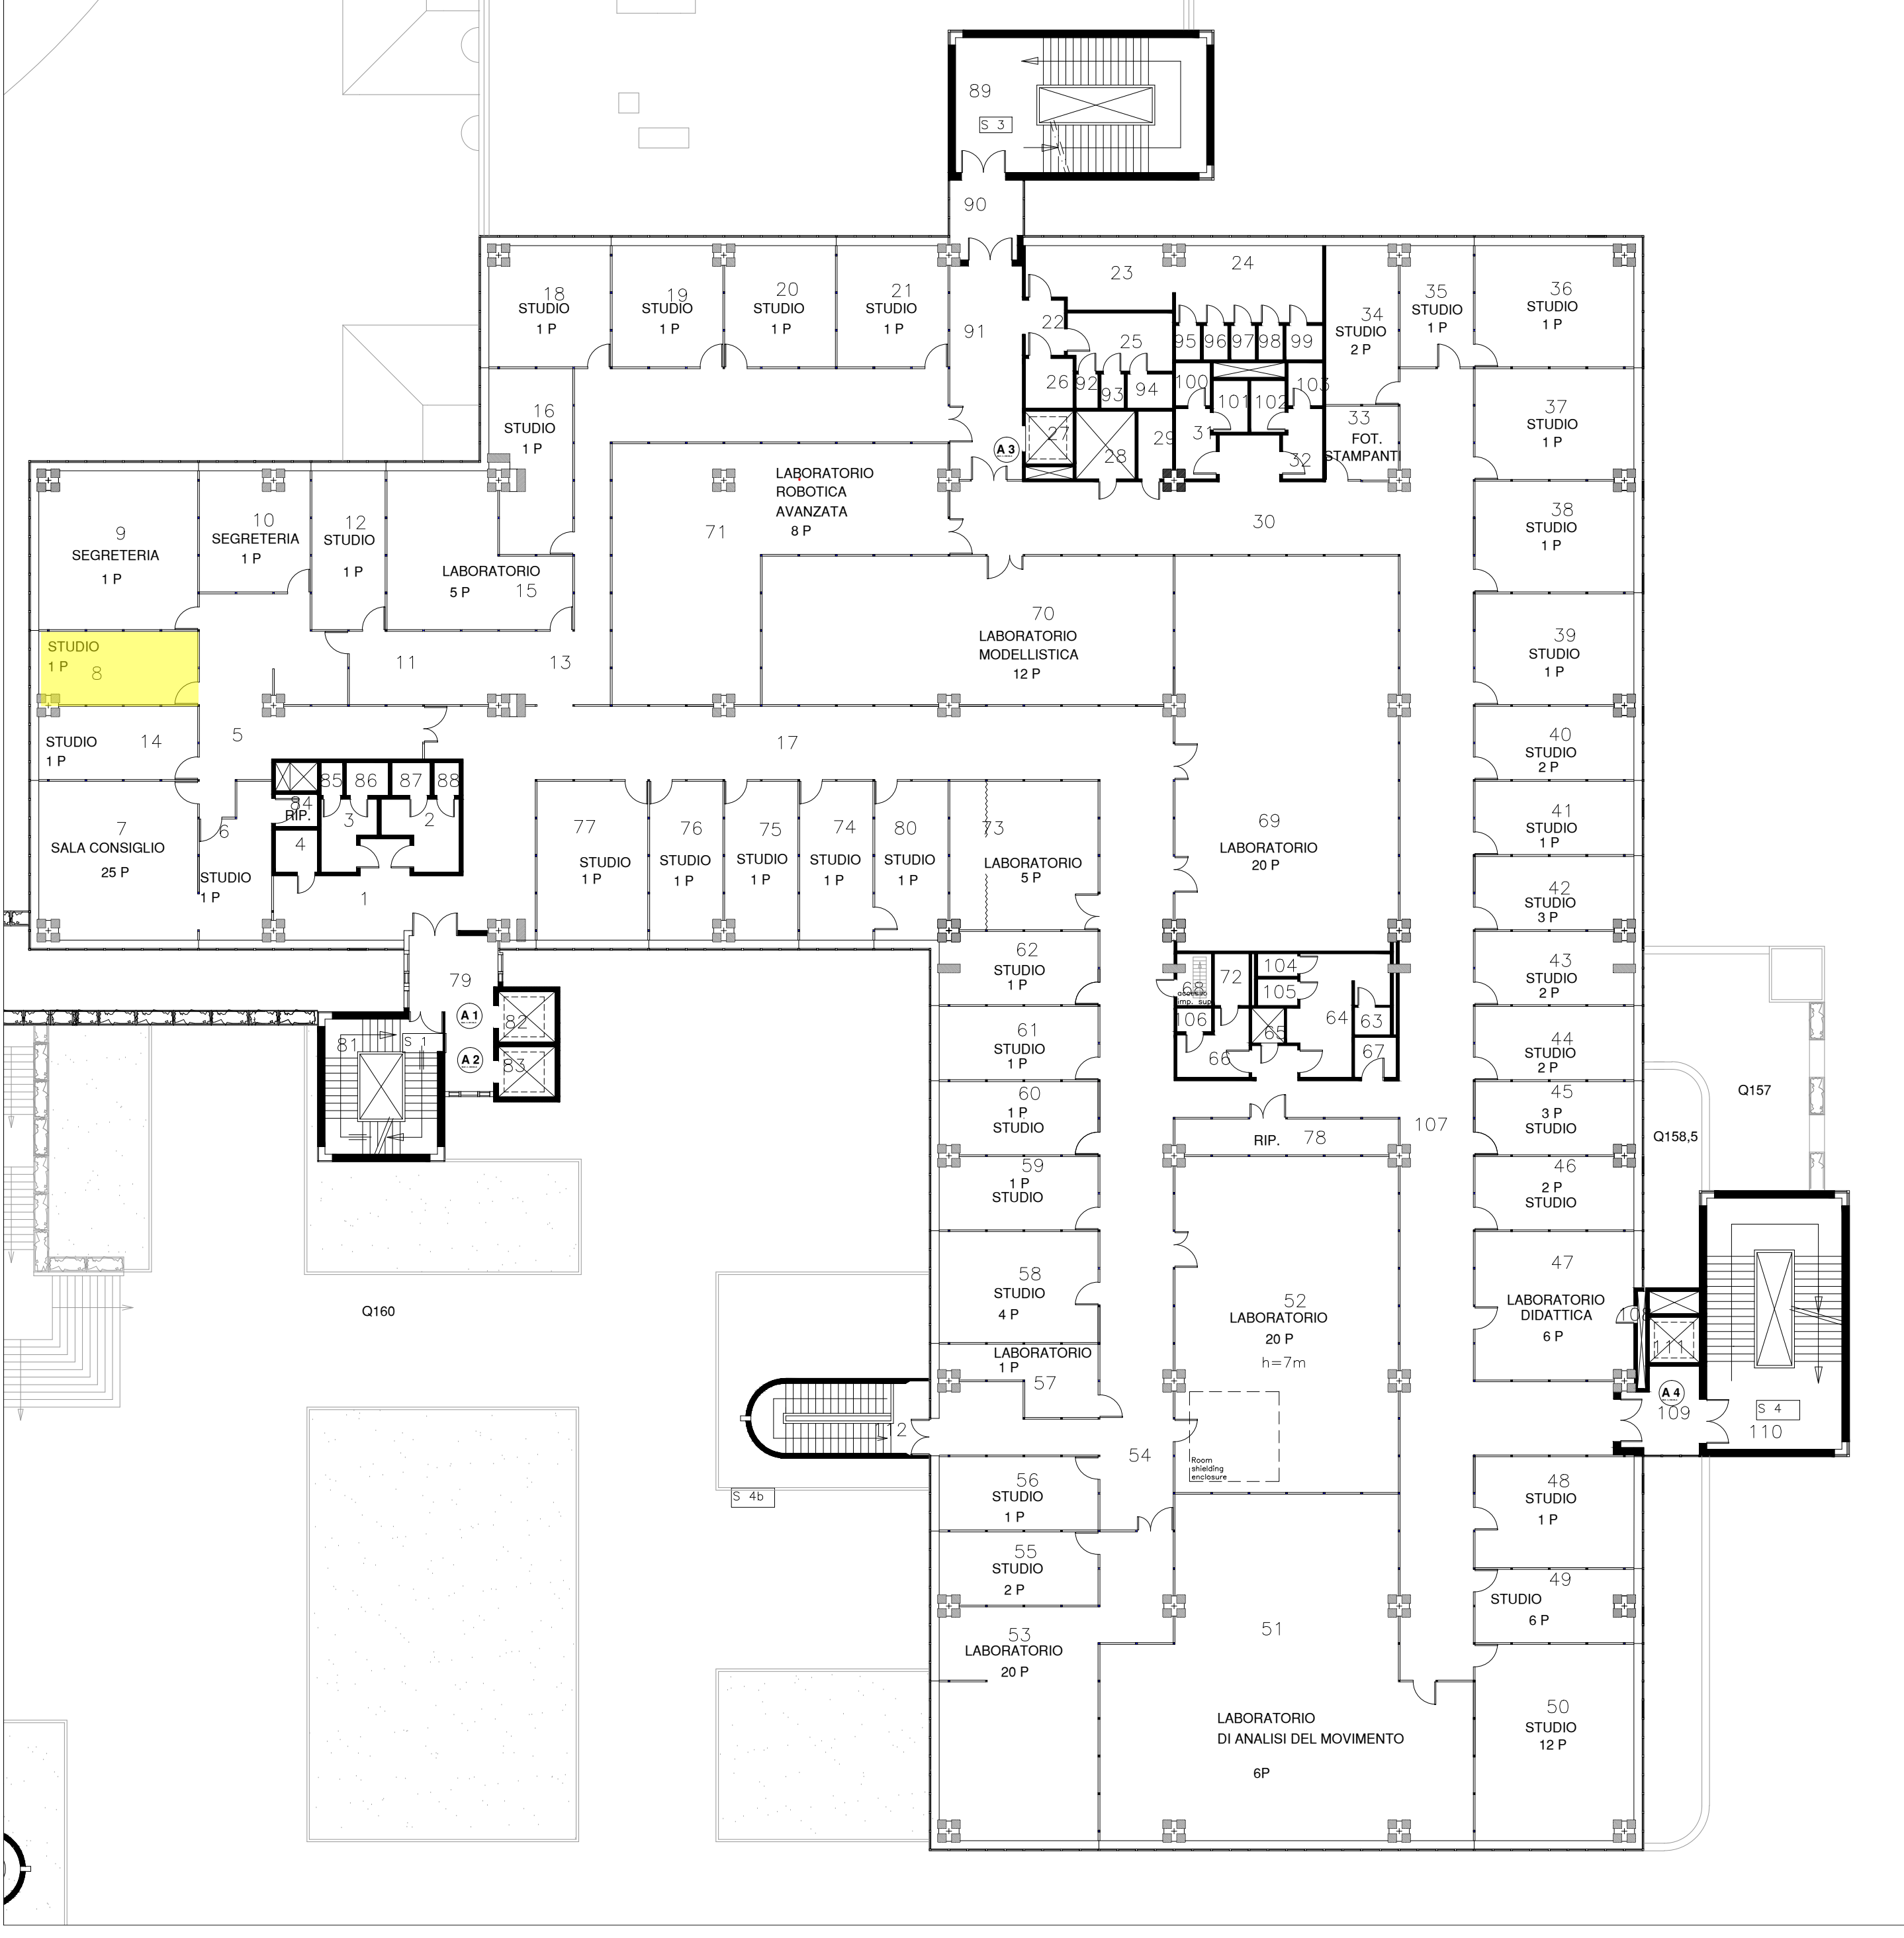 89
S 3
90
18
STUDIO
1 P
19
STUDIO
1 P
20
STUDIO
1 P
21
STUDIO
1 P
91
22
23
24
25
26
27
28
29
92
93
94
95
96
97
98
99
100
101
102
103
31
32
A 3
34
STUDIO
2 P
33
FOT.
STAMPANTI
35
STUDIO
1 P
36
STUDIO
1 P
37
STUDIO
1 P
38
STUDIO
1 P
39
STUDIO
1 P
40
STUDIO
2 P
41
STUDIO
1 P
42
STUDIO
3 P
43
STUDIO
2 P
44
STUDIO
2 P
45
3 P
STUDIO
46
2 P
STUDIO
47
LABORATORIO
DIDATTICA
6 P
16
STUDIO
1 P
9
SEGRETERIA
1 P
10
SEGRETERIA
1 P
12
STUDIO
1 P
LABORATORIO
5 P
15
STUDIO
1 P
8
11
13
STUDIO
14
1 P
5
17
LABORATORIO
ROBOTICA
AVANZATA
8 P
71
30
70
LABORATORIO
MODELLISTICA
12 P
69
LABORATORIO
20 P
7
SALA CONSIGLIO
25 P
6
STUDIO
1 P
84
RIP.
4
85
86
87
88
3
2
1
77
STUDIO
1 P
76
STUDIO
1 P
75
STUDIO
1 P
74
STUDIO
1 P
80
STUDIO
1 P
73
LABORATORIO
5 P
79
A 1
A 2
82
83
81
S 1
62
STUDIO
1 P
61
STUDIO
1 P
60
1 P
STUDIO
59
1 P
STUDIO
58
STUDIO
4 P
LABORATORIO
1 P
57
68
imp. sup.
72
104
105
106
66
65
64
63
67
107
RIP.
78
52
LABORATORIO
20 P
h=7m
Room
shielding
enclosure
54
56
STUDIO
1 P
55
STUDIO
2 P
53
LABORATORIO
20 P
51
LABORATORIO
DI ANALISI DEL MOVIMENTO
6P
48
STUDIO
1 P
49
STUDIO
6 P
50
STUDIO
12 P
111
A 4
109
S 4
110
Q157
Q158,5
Q160
S 4b